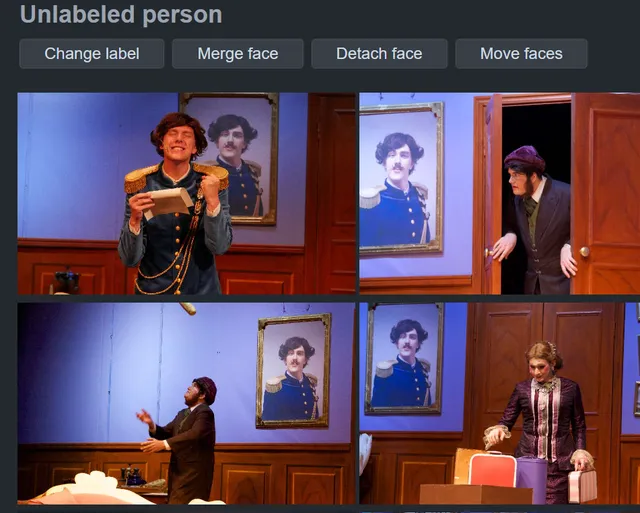 Unlabeled person
Change label
Merge face
Detach face
Move faces